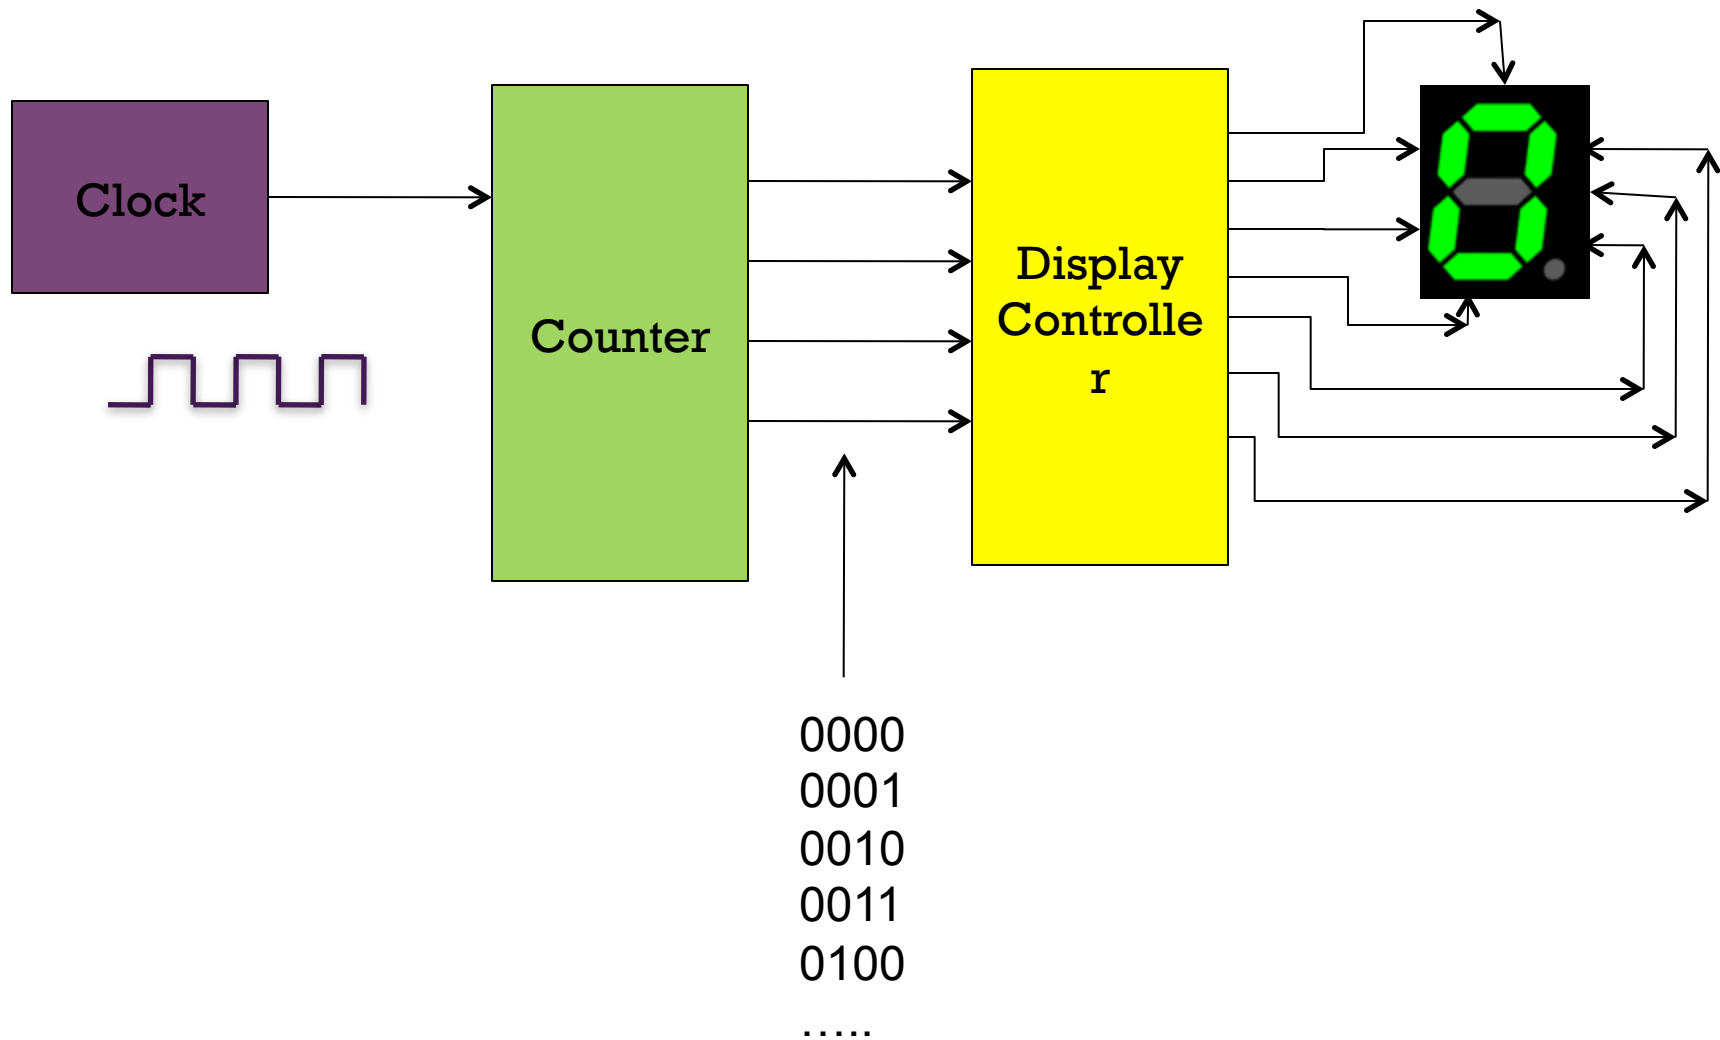 Clock
Counter
Display
Controlle
r
0000
0001
0010
0011
0100
.....